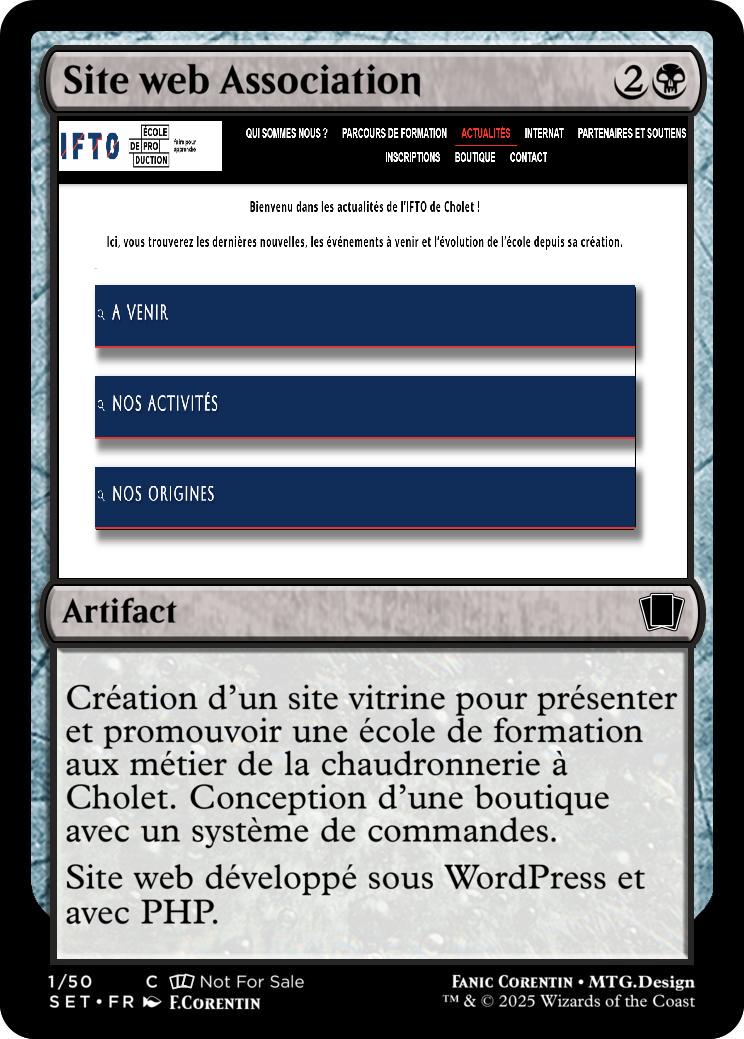 Site web Association 2
IFTO ÉCOLE DE PRO DUCTION faire pour apprendre
QUI SOMMES NOUS ? PARCOURS DE FORMATION ACTUALITÉS INTERNAT PARTENAIRES ET SOUTIENS
INSCRIPTIONS BOUTIQUE CONTACT
Bienvenu dans les actualités de l'IFTO de Cholet !
Ici, vous trouverez les dernières nouvelles, les événements à venir et l'évolution de l'école depuis sa création.
A VENIR
NOS ACTIVITÉS
NOS ORIGINES
Artifact
Création d'un site vitrine pour présenter
et promouvoir une école de formation
aux métier de la chaudronnerie à
Cholet. Conception d'une boutique
avec un système de commandes.
Site web développé sous WordPress et
avec PHP.
1/50 C Not For Sale
SET • FR F.CORENTIN
FANIC CORENTIN • MTG.DESIGN
™ & © 2025 Wizards of the Coast